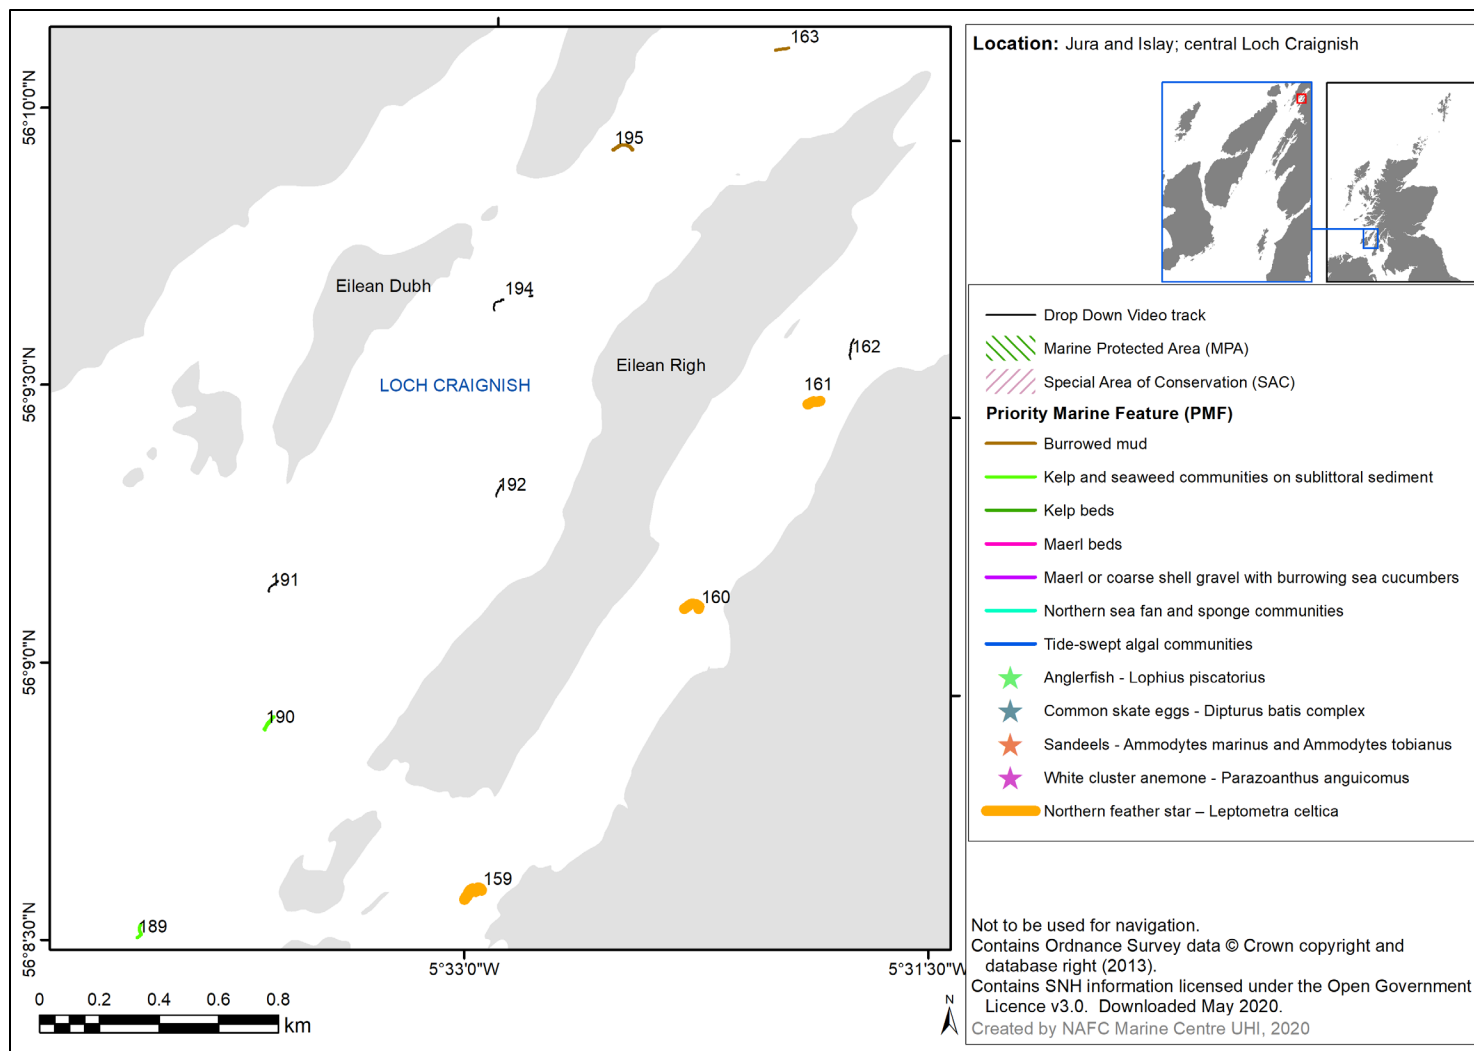 163
56°10'0"N
195
Eilean Dubh
194
162
Eilean Righ
161
LOCH CRAIGNISH
56°9'30"N
192
191
160
56°9'0"N
190
159
189
56°8'30"N
5°33'0"W
5°31'30"W
0 0.2 0.4 0.6 0.8
km
N
Location: Jura and Islay; central Loch Craignish
Drop Down Video track
Marine Protected Area (MPA)
Special Area of Conservation (SAC)
Priority Marine Feature (PMF)
Burrowed mud
Kelp and seaweed communities on sublittoral sediment
Kelp beds
Maerl beds
Maerl or coarse shell gravel with burrowing sea cucumbers
Northern sea fan and sponge communities
Tide-swept algal communities
Anglerfish - Lophius piscatorius
Common skate eggs - Dipturus batis complex
Sandeels - Ammodytes marinus and Ammodytes tobianus
White cluster anemone - Parazoanthus anguicomus
Northern feather star – Leptometra celtica
Not to be used for navigation.
Contains Ordnance Survey data © Crown copyright and
database right (2013).
Contains SNH information licensed under the Open Government
Licence v3.0. Downloaded May 2020.
Created by NAFC Marine Centre UHI, 2020